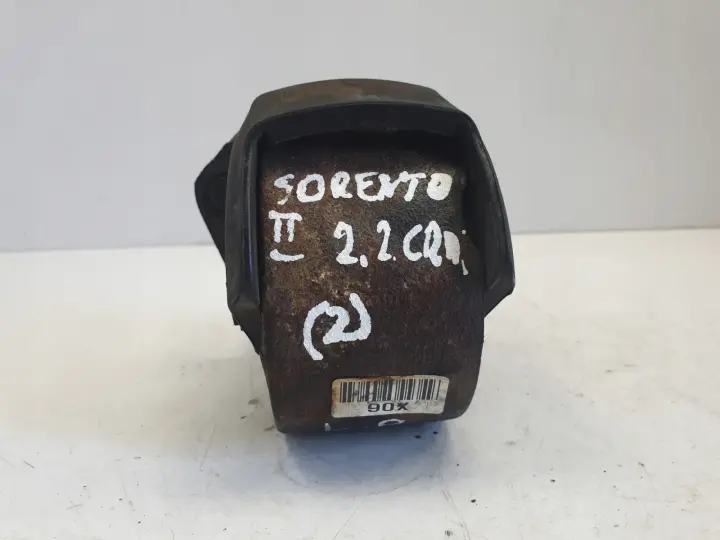 SORENTO
II 2,2.CRDi
(2)
90X